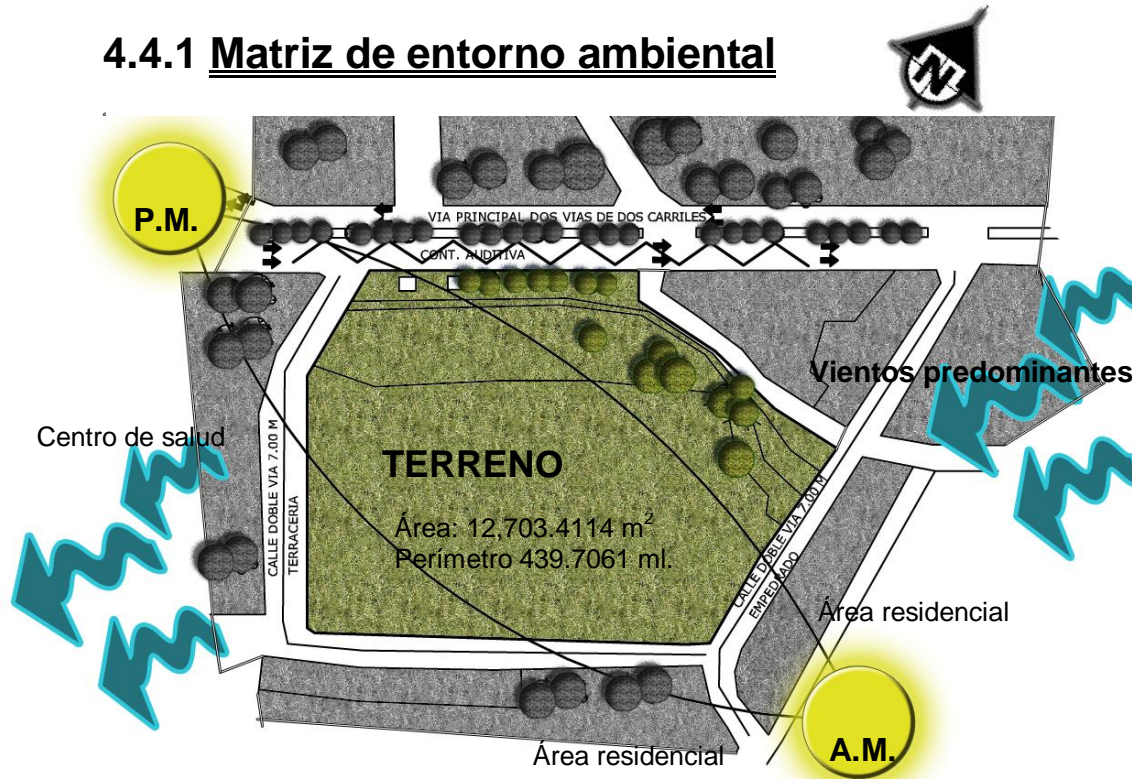 4.4.1 Matriz de entorno ambiental
N
P.M.
VIA PRINCIPAL DOS VIAS DE DOS CARRILES
CONT. AUDITIVA
Vientos predominantes
Centro de salud
CALLE DOBLE VIA 7.00 M
TERRACERIA
TERRENO
Área: 12,703.4114 m²
Perímetro 439.7061 ml.
CALLE DOBLE VIA 7.00 M
EMPEDRADO
Área residencial
A.M.
Área residencial